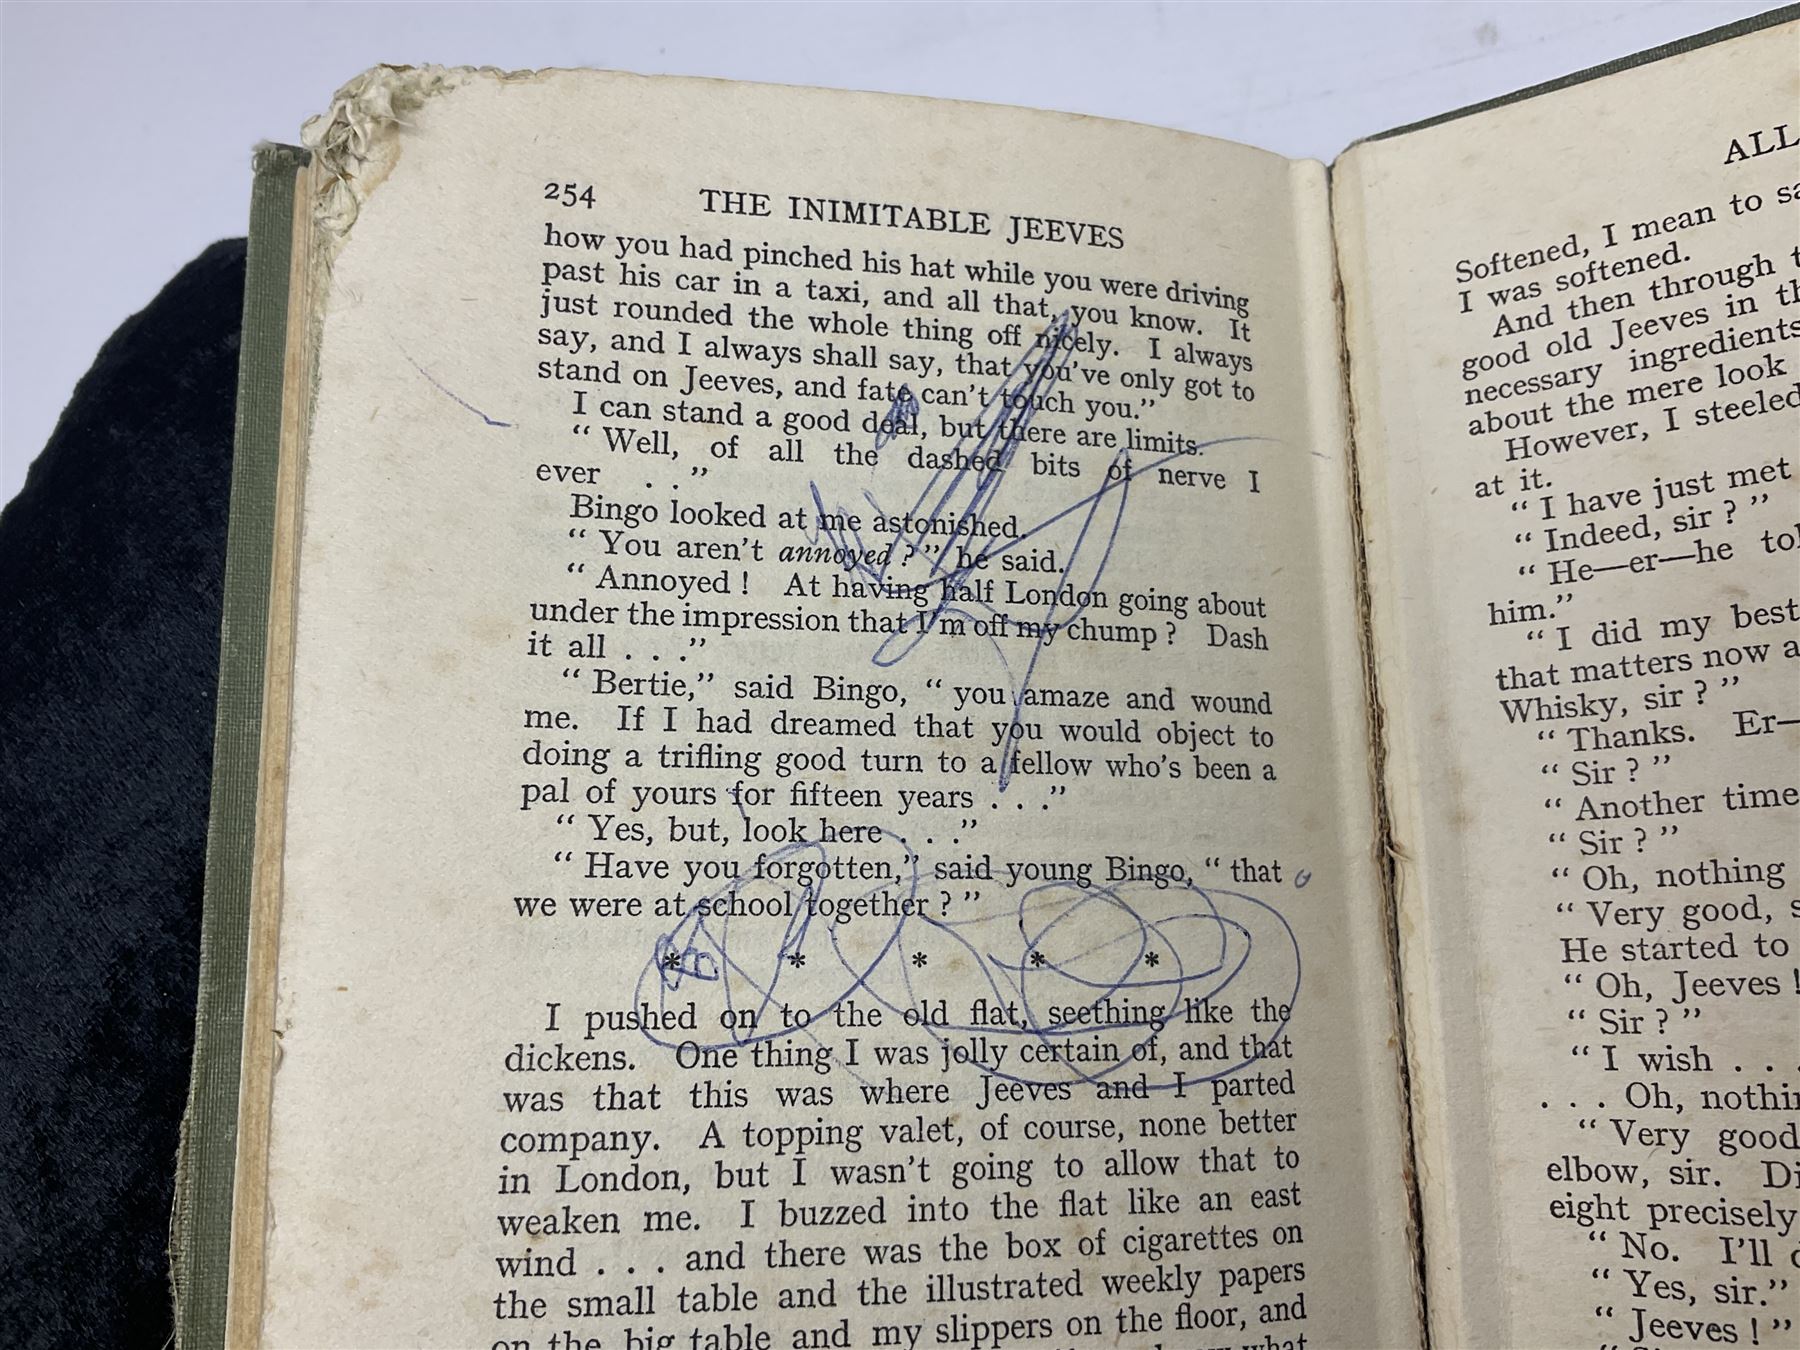 254 THE INIMITABLE JEEVES
how you had pinched his hat while you were driving
past his car in a taxi, and all that, you know. It
just rounded the whole thing off nicely. I always
say, and I always shall say, that you've only got to
stand on Jeeves, and fate can't touch you.”
I can stand a good deal, but there are limits.
“ Well, of all the dashed bits of nerve I
ever . . .”
Bingo looked at me astonished.
“ You aren't annoyed ? ” he said.
“ Annoyed ! At having half London going about
under the impression that I'm off my chump ? Dash
it all . . .”
“ Bertie,” said Bingo, “ you amaze and wound
me. If I had dreamed that you would object to
doing a trifling good turn to a fellow who's been a
pal of yours for fifteen years . . .”
“ Yes, but, look here . . .”
“ Have you forgotten,” said young Bingo, “ that
we were at school together ? ”
* * * * *
I pushed on to the old flat, seething like the
dickens. One thing I was jolly certain of, and that
was that this was where Jeeves and I parted
company. A topping valet, of course, none better
in London, but I wasn't going to allow that to
weaken me. I buzzed into the flat like an east
wind . . . and there was the box of cigarettes on
the small table and the illustrated weekly papers
on the big table and my slippers on the floor, and
what
ALL
Softened, I mean to
I was softened.
And then through
good old Jeeves in
necessary ingredients
about the mere look
However, I steeled
at it.
“ I have just met
“ Indeed, sir ? ”
“ He—er—he
him.”
“ I did my best
that matters now
Whisky, sir ? ”
“ Thanks. Er—
“ Sir ? ”
“ Another time
“ Sir ? ”
“ Oh, nothing
“ Very good,
He started to
“ Oh, Jeeves !
“ Sir ? ”
“ I wish . . .
. . . Oh,
“ Very good
elbow, sir.
eight precisely
“ No. I'll
“ Yes, sir.”
“ Jeeves ! ”